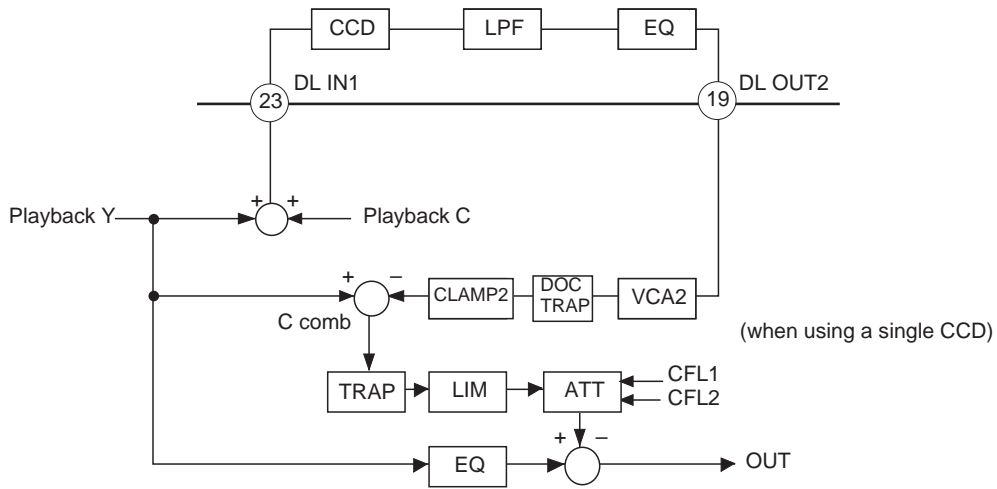 CCD LPF EQ
DL IN1 DL OUT2
23 19
+ +
Playback Y Playback C
+ –
CLAMP2 DOC TRAP VCA2
C comb
(when using a single CCD)
TRAP LIM ATT CFL1
CFL2
+ –
EQ OUT